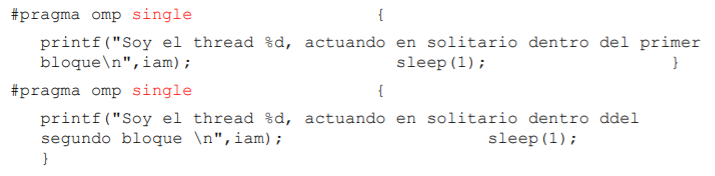 #pragma omp single {
printf("Soy el thread %d, actuando en solitario dentro del primer
bloque\n",iam); sleep(1); }
#pragma omp single {
printf("Soy el thread %d, actuando en solitario dentro ddel
segundo bloque \n",iam); sleep(1);
}